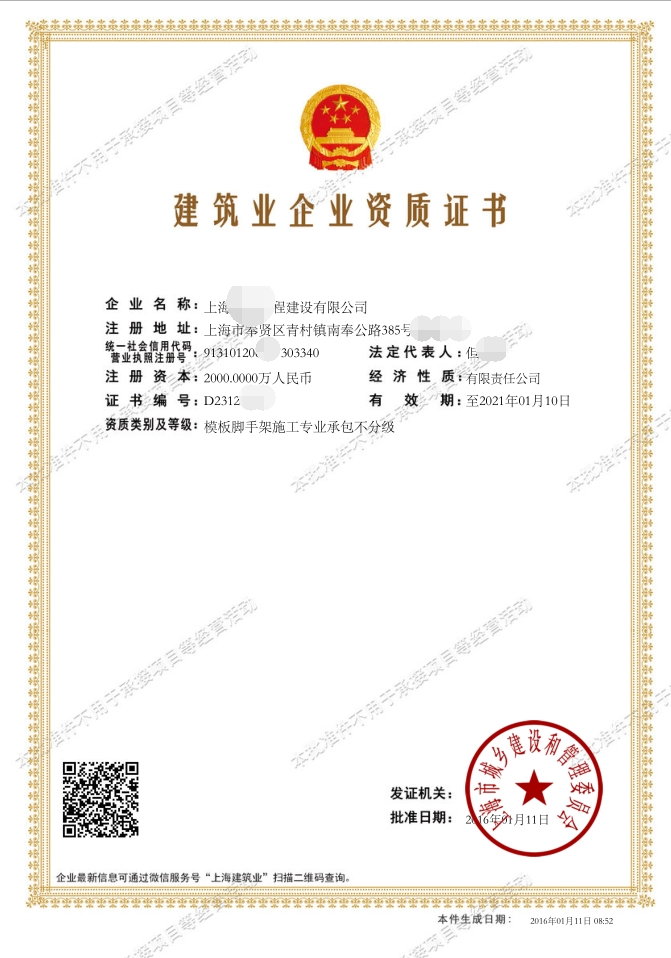 建筑业企业资质证书
企业名称：上海 程建设有限公司
注册地址：上海市奉贤区青村镇南奉公路385号
统一社会信用代码
营业执照注册号：91310120 303340 法定代表人：但
注册资本：2000.0000万人民币 经济性质：有限责任公司
证书编号：D2312 有效期：至2021年01月10日
资质类别及等级：模板脚手架施工专业承包不分级
本批准件不用于承接项目等经营活动
上海市城乡建设和管理委员会
发证机关：
批准日期：2016年01月11日
企业最新信息可通过微信服务号“上海建筑业”扫描二维码查询。
本件生成日期：2016年01月11日 08:52